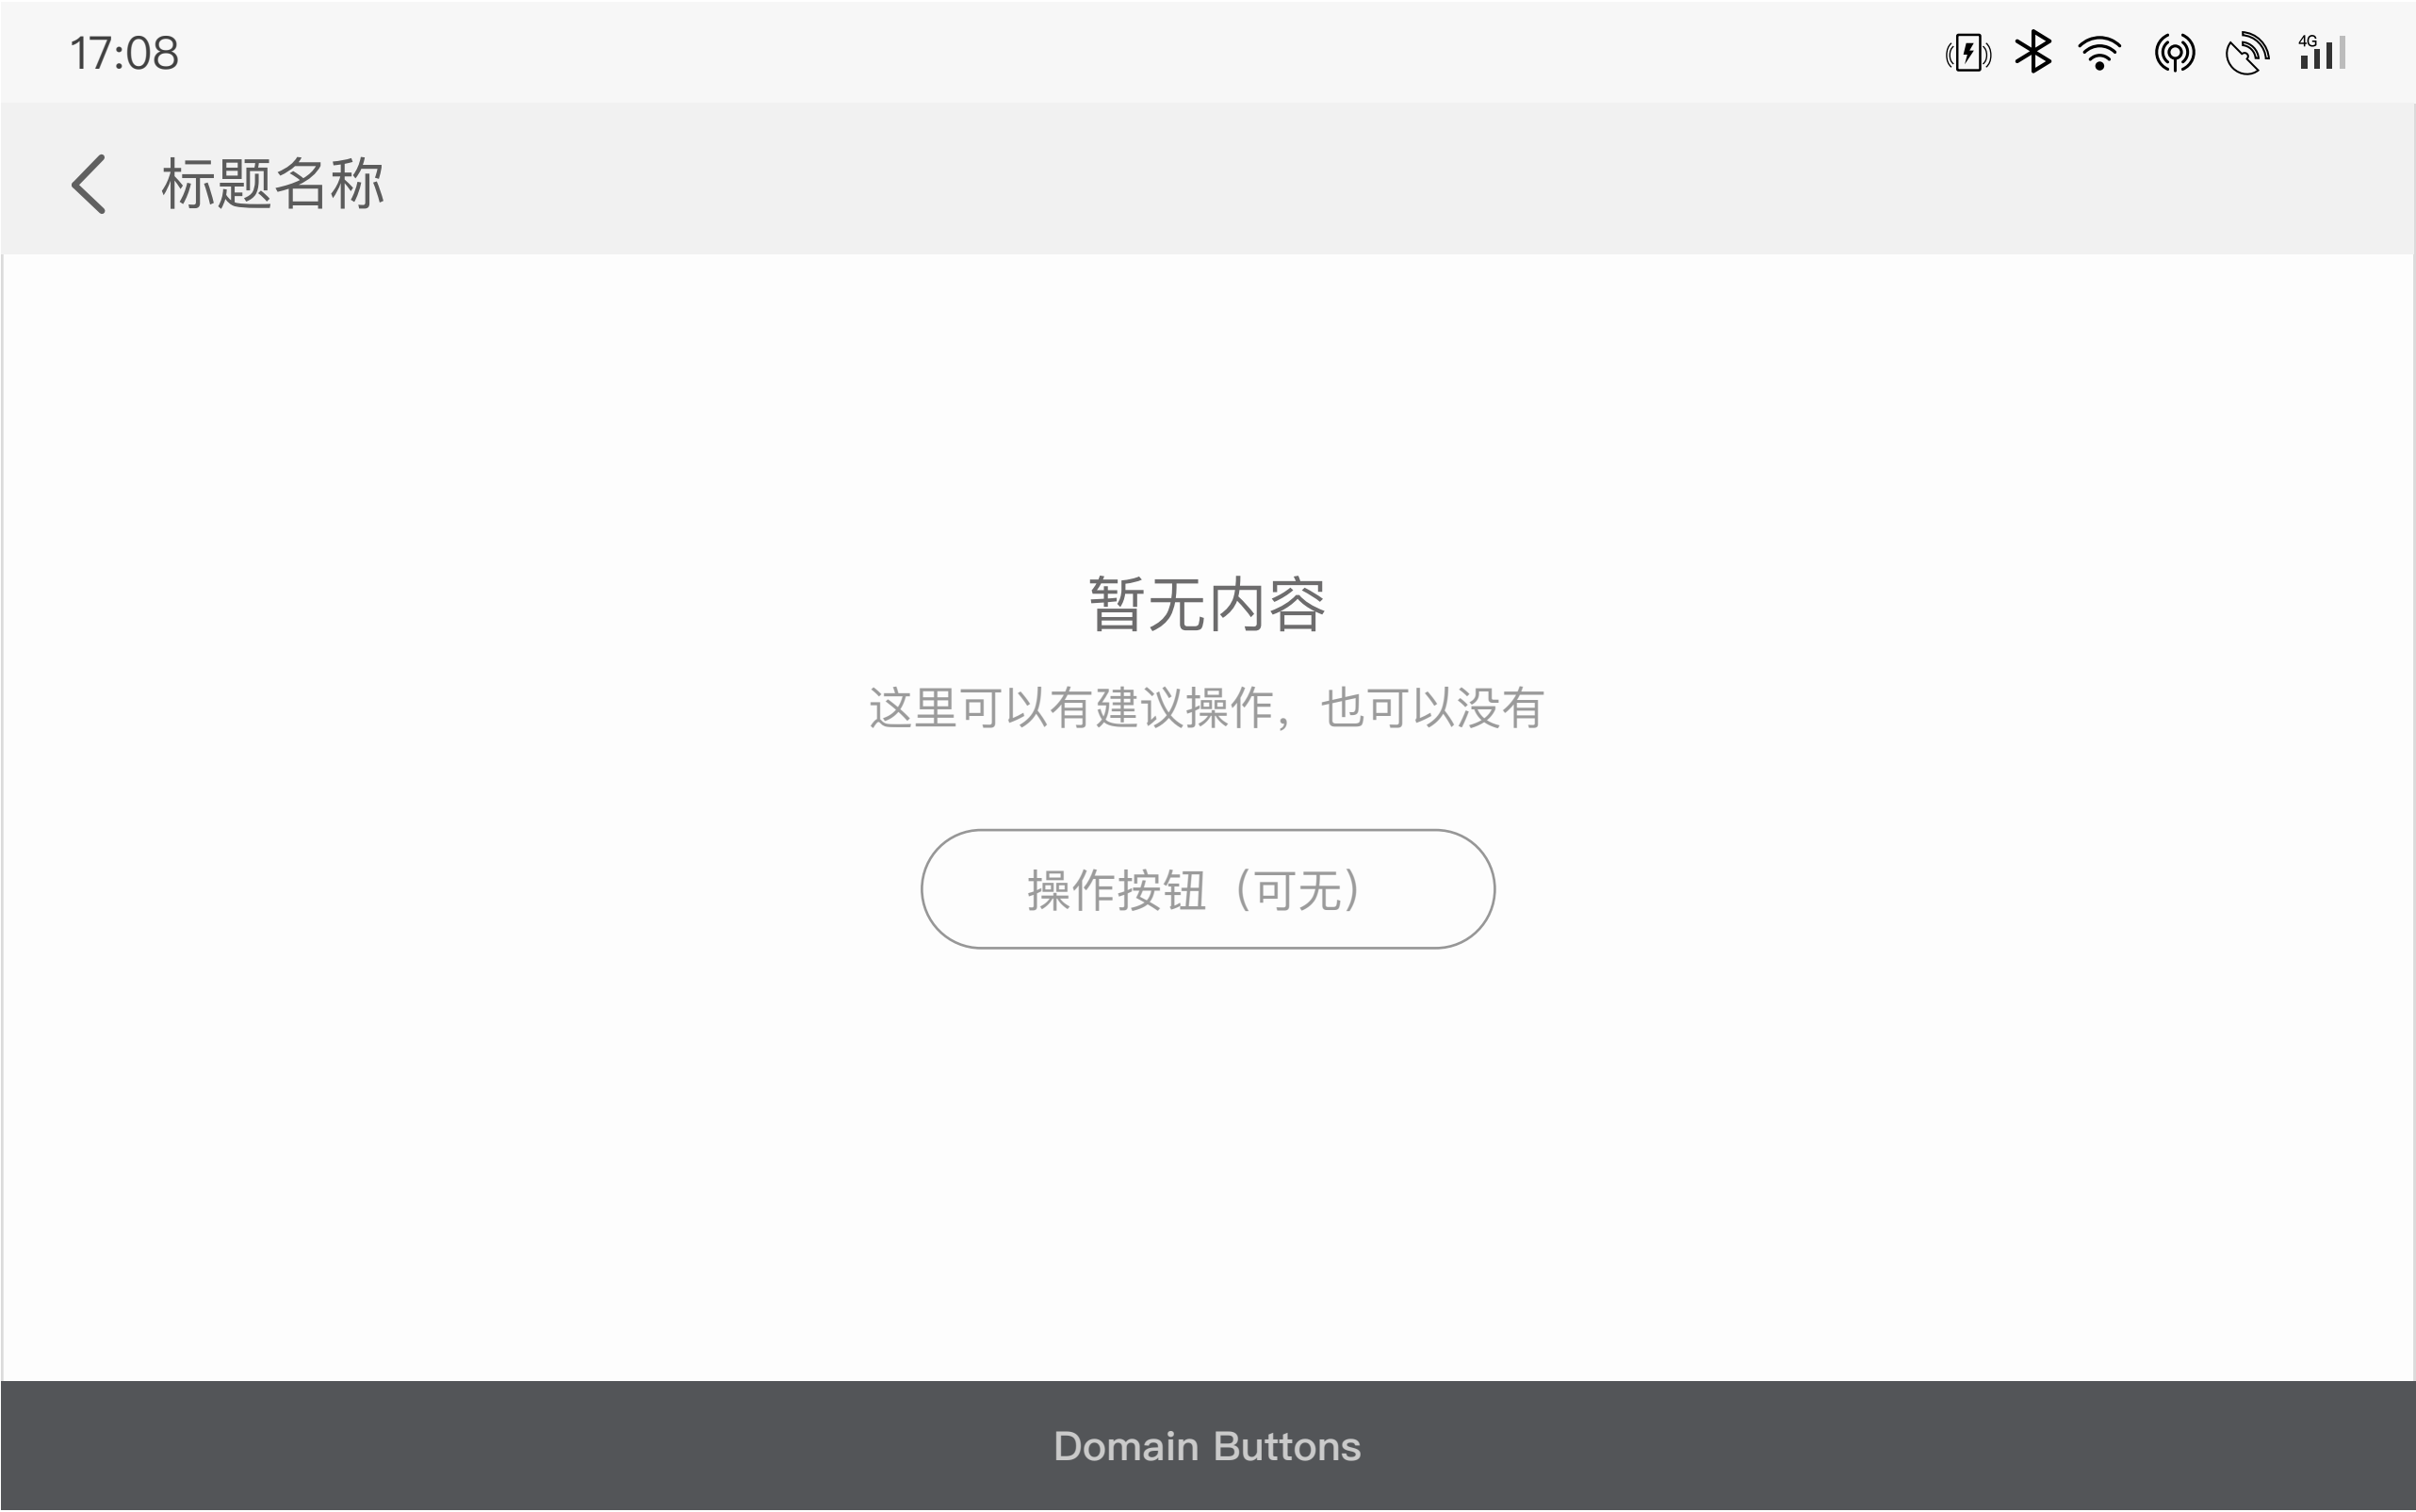 17:08
4G
标题名称
暂无内容
这里可以有建议操作，也可以没有
操作按钮（可无）
Domain Buttons